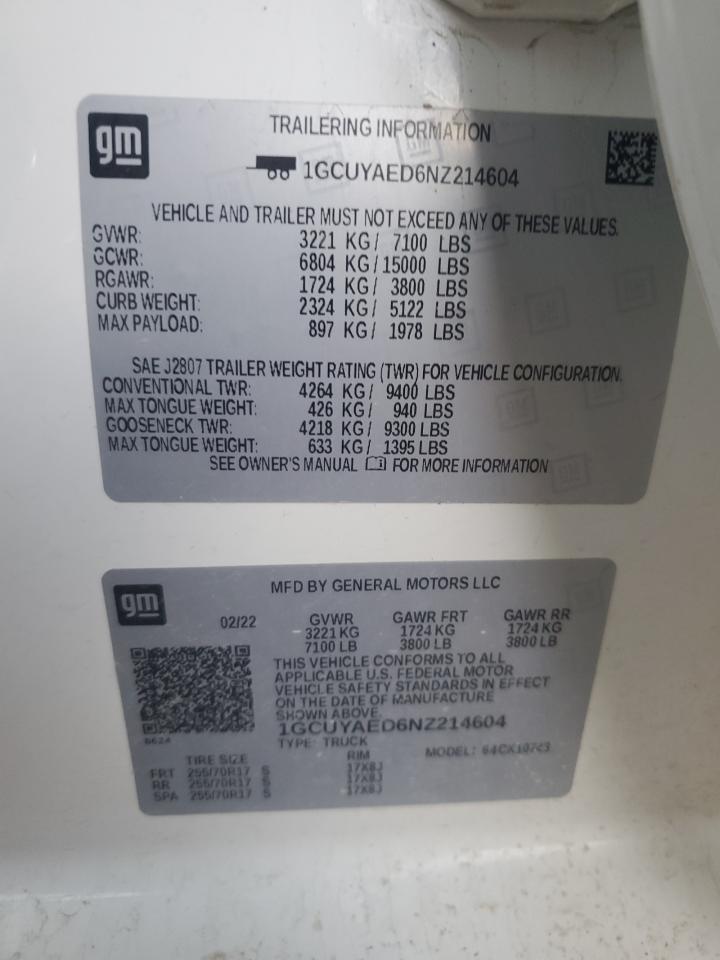 gm
TRAILERING INFORMATION
1GCUYAED6NZ214604
VEHICLE AND TRAILER MUST NOT EXCEED ANY OF THESE VALUES.
GVWR: 3221 KG/ 7100 LBS
GCWR: 6804 KG/15000 LBS
RGAWR: 1724 KG/ 3800 LBS
CURB WEIGHT: 2324 KG/ 5122 LBS
MAX PAYLOAD: 897 KG/ 1978 LBS
SAE J2807 TRAILER WEIGHT RATING (TWR) FOR VEHICLE CONFIGURATION.
CONVENTIONAL TWR: 4264 KG/ 9400 LBS
MAX TONGUE WEIGHT: 426 KG/ 940 LBS
GOOSENECK TWR: 4218 KG/ 9300 LBS
MAX TONGUE WEIGHT: 633 KG/ 1395 LBS
SEE OWNER'S MANUAL FOR MORE INFORMATION
gm
MFD BY GENERAL MOTORS LLC
02/22 GVWR GAWR FRT GAWR RR
3221 KG 1724 KG 1724 KG
7100 LB 3800 LB 3800 LB
THIS VEHICLE CONFORMS TO ALL
APPLICABLE U.S. FEDERAL MOTOR
VEHICLE SAFETY STANDARDS IN EFFECT
ON THE DATE OF MANUFACTURE
SHOWN ABOVE.
1GCUYAED6NZ214604
TYPE: TRUCK
MODEL:
TIRE SIZE RIM
FRT 255/70R17 S 17X8J
RR 255/70R17 S 17X8J
SPA 255/70R17 S 17X8J